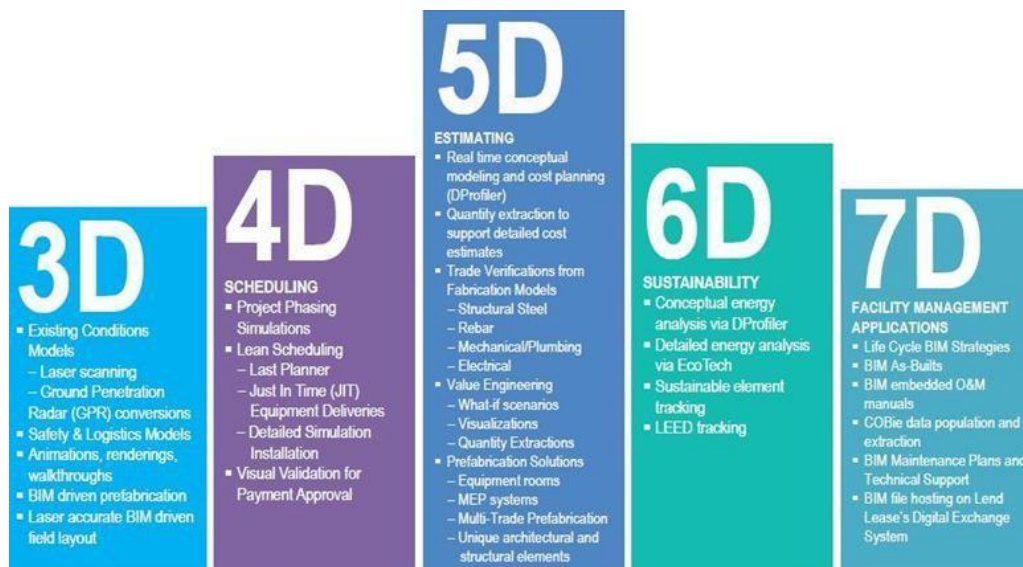 3D
▪ Existing Conditions
Models
– Laser scanning
– Ground Penetration
Radar (GPR) conversions
▪ Safety & Logistics Models
▪ Animations, renderings,
walkthroughs
▪ BIM driven prefabrication
▪ Laser accurate BIM driven
field layout
4D
SCHEDULING
▪ Project Phasing
Simulations
▪ Lean Scheduling
– Last Planner
– Just In Time (JIT)
Equipment Deliveries
– Detailed Simulation
Installation
▪ Visual Validation for
Payment Approval
5D
ESTIMATING
▪ Real time conceptual
modeling and cost planning
(DProfiler)
▪ Quantity extraction to
support detailed cost
estimates
▪ Trade Verifications from
Fabrication Models
– Structural Steel
– Rebar
– Mechanical/Plumbing
– Electrical
▪ Value Engineering
– What-if scenarios
– Visualizations
– Quantity Extractions
▪ Prefabrication Solutions
– Equipment rooms
– MEP systems
– Multi-Trade Prefabrication
– Unique architectural and
structural elements
6D
SUSTAINABILITY
▪ Conceptual energy
analysis via DProfiler
▪ Detailed energy analysis
via EcoTech
▪ Sustainable element
tracking
▪ LEED tracking
7D
FACILITY MANAGEMENT
APPLICATIONS
▪ Life Cycle BIM Strategies
▪ BIM As-Builts
▪ BIM embedded O&M
manuals
▪ COBie data population and
extraction
▪ BIM Maintenance Plans and
Technical Support
▪ BIM file hosting on Lend
Lease's Digital Exchange
System